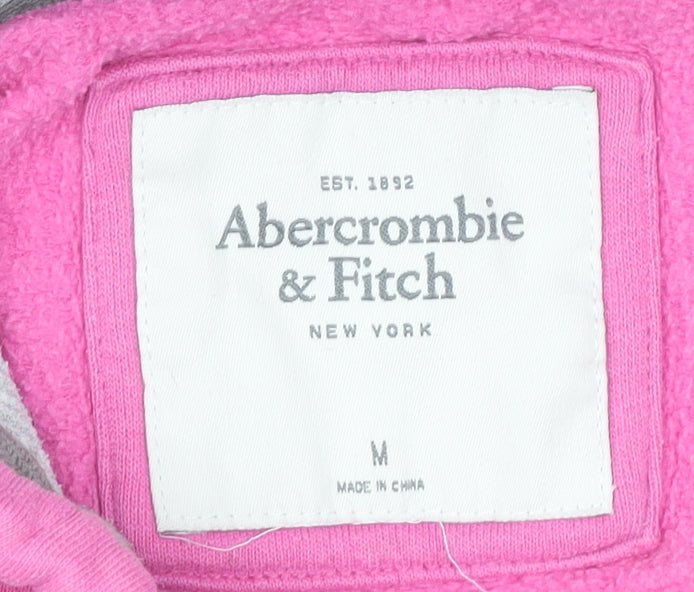 EST. 1892
Abercrombie
& Fitch
NEW YORK
M
MADE IN CHINA